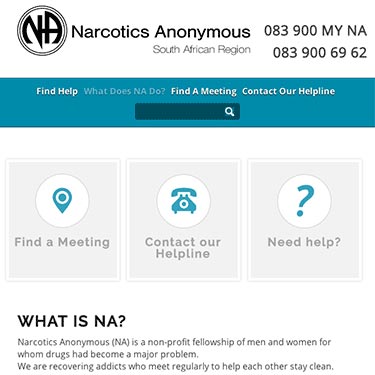 NA
Narcotics Anonymous
South African Region
083 900 MY NA
083 900 69 62
Find Help What Does NA Do? Find A Meeting Contact Our Helpline
Find a Meeting
Contact our
Helpline
?
Need help?
WHAT IS NA?
Narcotics Anonymous (NA) is a non-profit fellowship of men and women for
whom drugs had become a major problem.
We are recovering addicts who meet regularly to help each other stay clean.